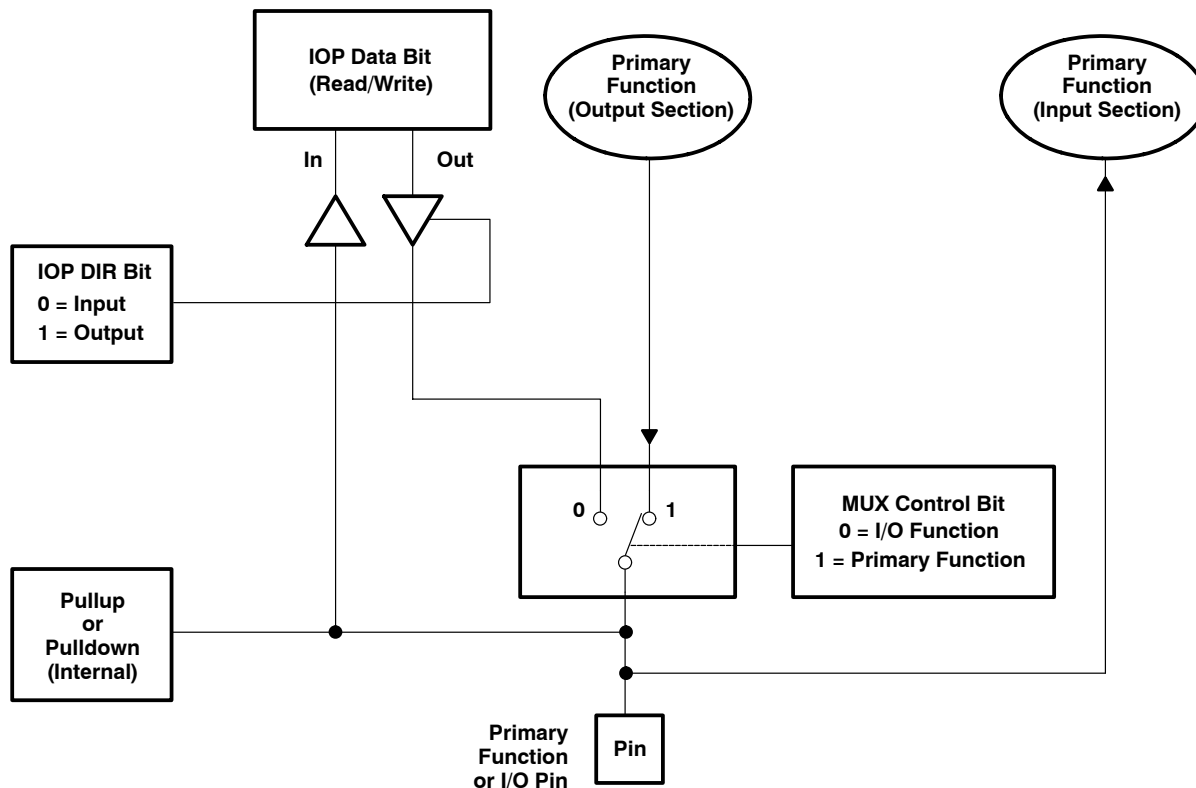 IOP Data Bit
(Read/Write)
Primary
Function
(Output Section)
Primary
Function
(Input Section)
In
Out
IOP DIR Bit
0 = Input
1 = Output
0
1
MUX Control Bit
0 = I/O Function
1 = Primary Function
Pullup
or
Pulldown
(Internal)
Primary
Function
or I/O Pin
Pin